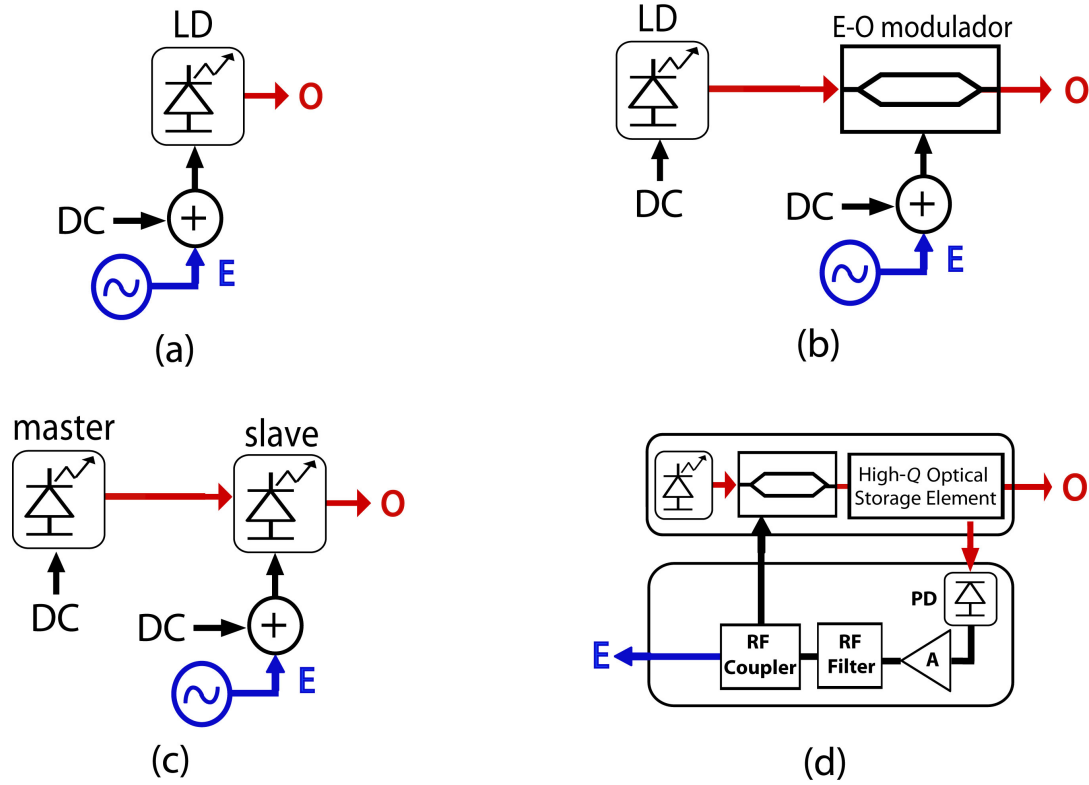 LD
O
DC
+
E
(a)
LD
E-O modulador
O
DC
DC
+
E
(b)
master
slave
O
DC
DC
+
E
(c)
High-Q Optical
Storage Element
O
PD
E
RF
Coupler
RF
Filter
A
(d)